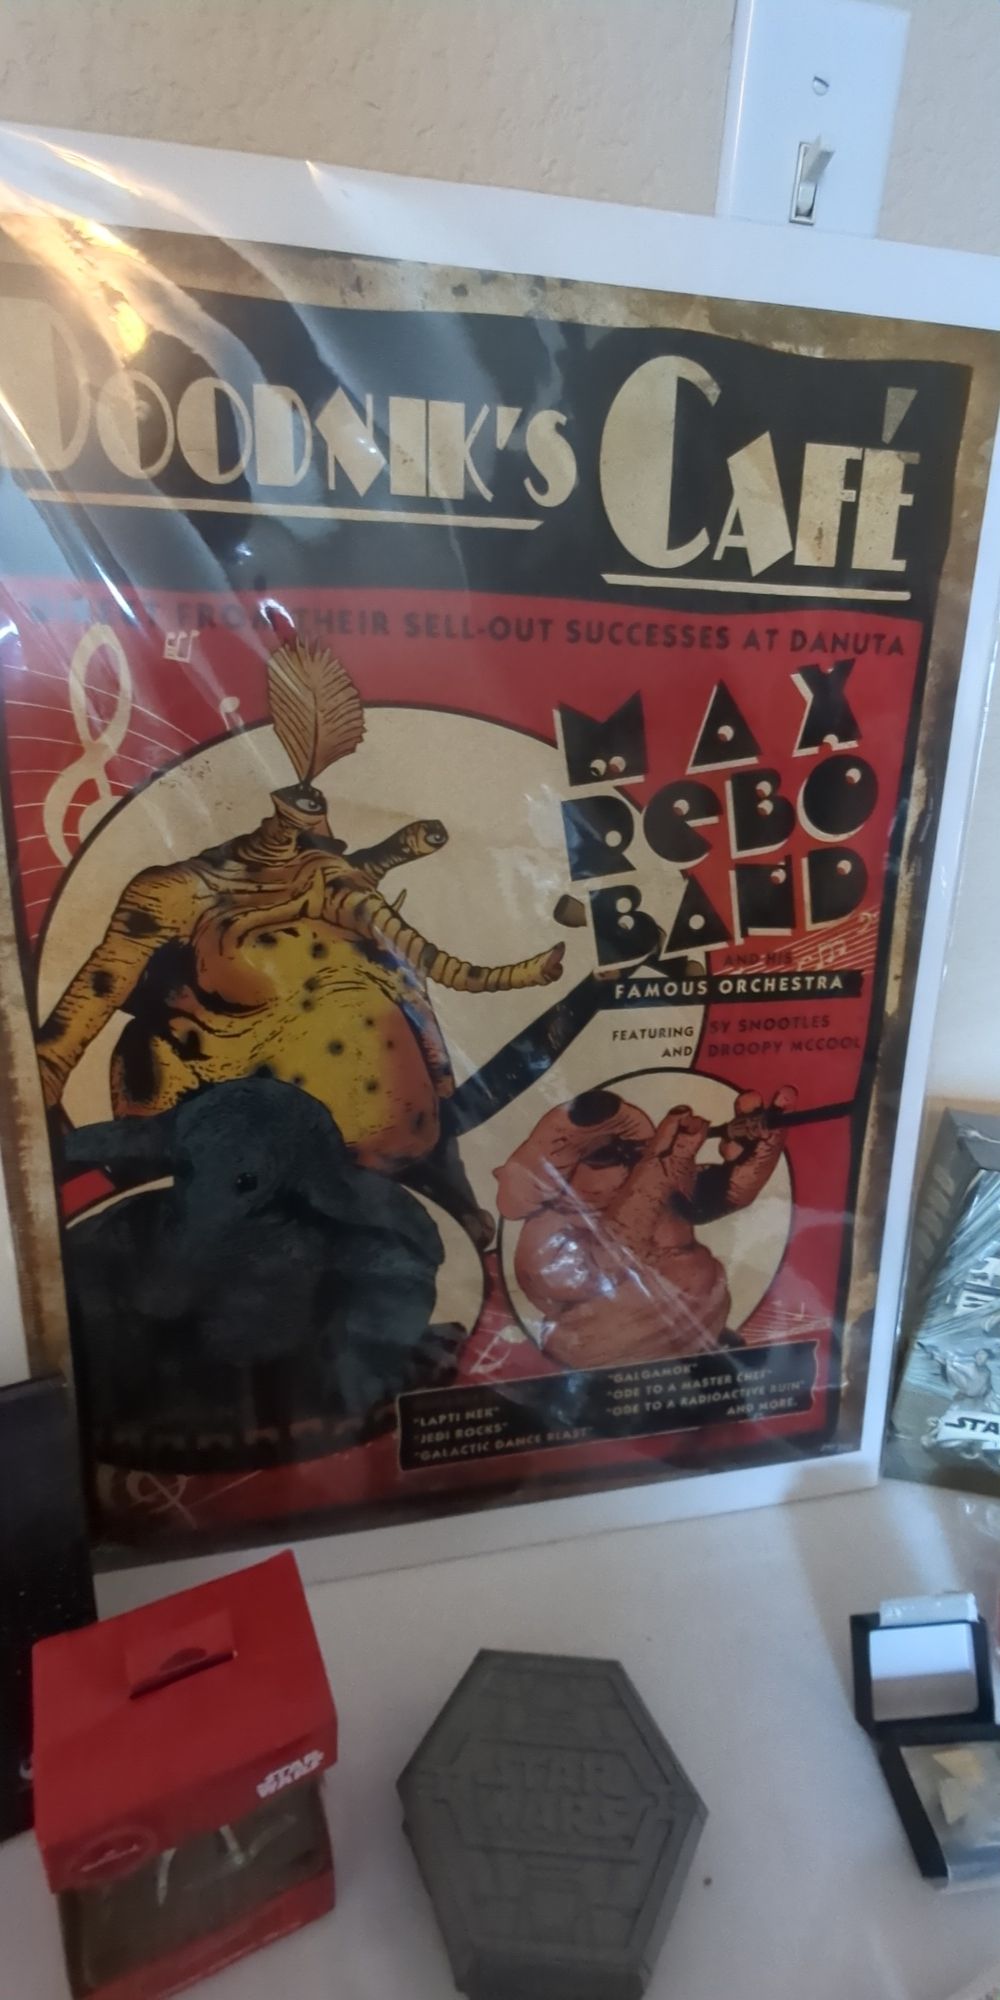 DOODNIK'S CAFÉ
DIRECT FROM THEIR SELL-OUT SUCCESSES AT DANUTA
MAX
REBO
BAND
AND HIS
FAMOUS ORCHESTRA
FEATURING SY SNOOTLES
AND DROOPY MCCOOL
"LAPTI NEK"
"JEDI ROCKS"
"GALACTIC DANCE BLAST"
"GALGAMOK"
"ODE TO A MASTER CHEF"
"ODE TO A RADIOACTIVE RUIN"
AND MORE.
STA
STAR
WARS
STAR
WARS